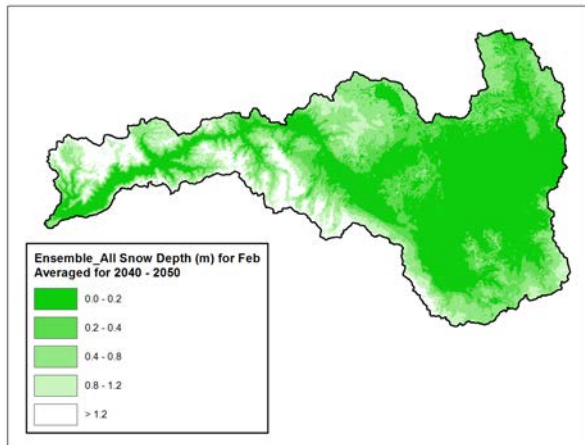 Ensemble_All Snow Depth (m) for Feb
Averaged for 2040 - 2050
0.0 - 0.2
0.2 - 0.4
0.4 - 0.8
0.8 - 1.2
> 1.2